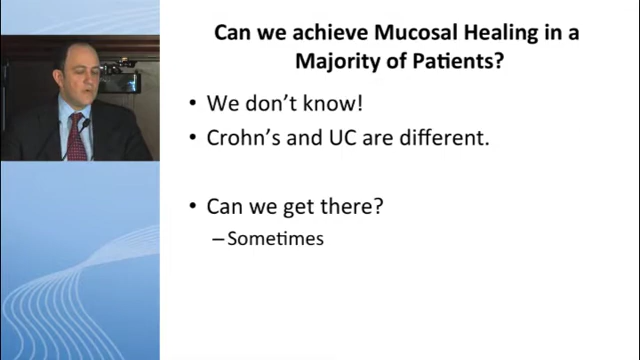 Can we achieve Mucosal Healing in a
Majority of Patients?
• We don't know!
• Crohn's and UC are different.
• Can we get there?
– Sometimes